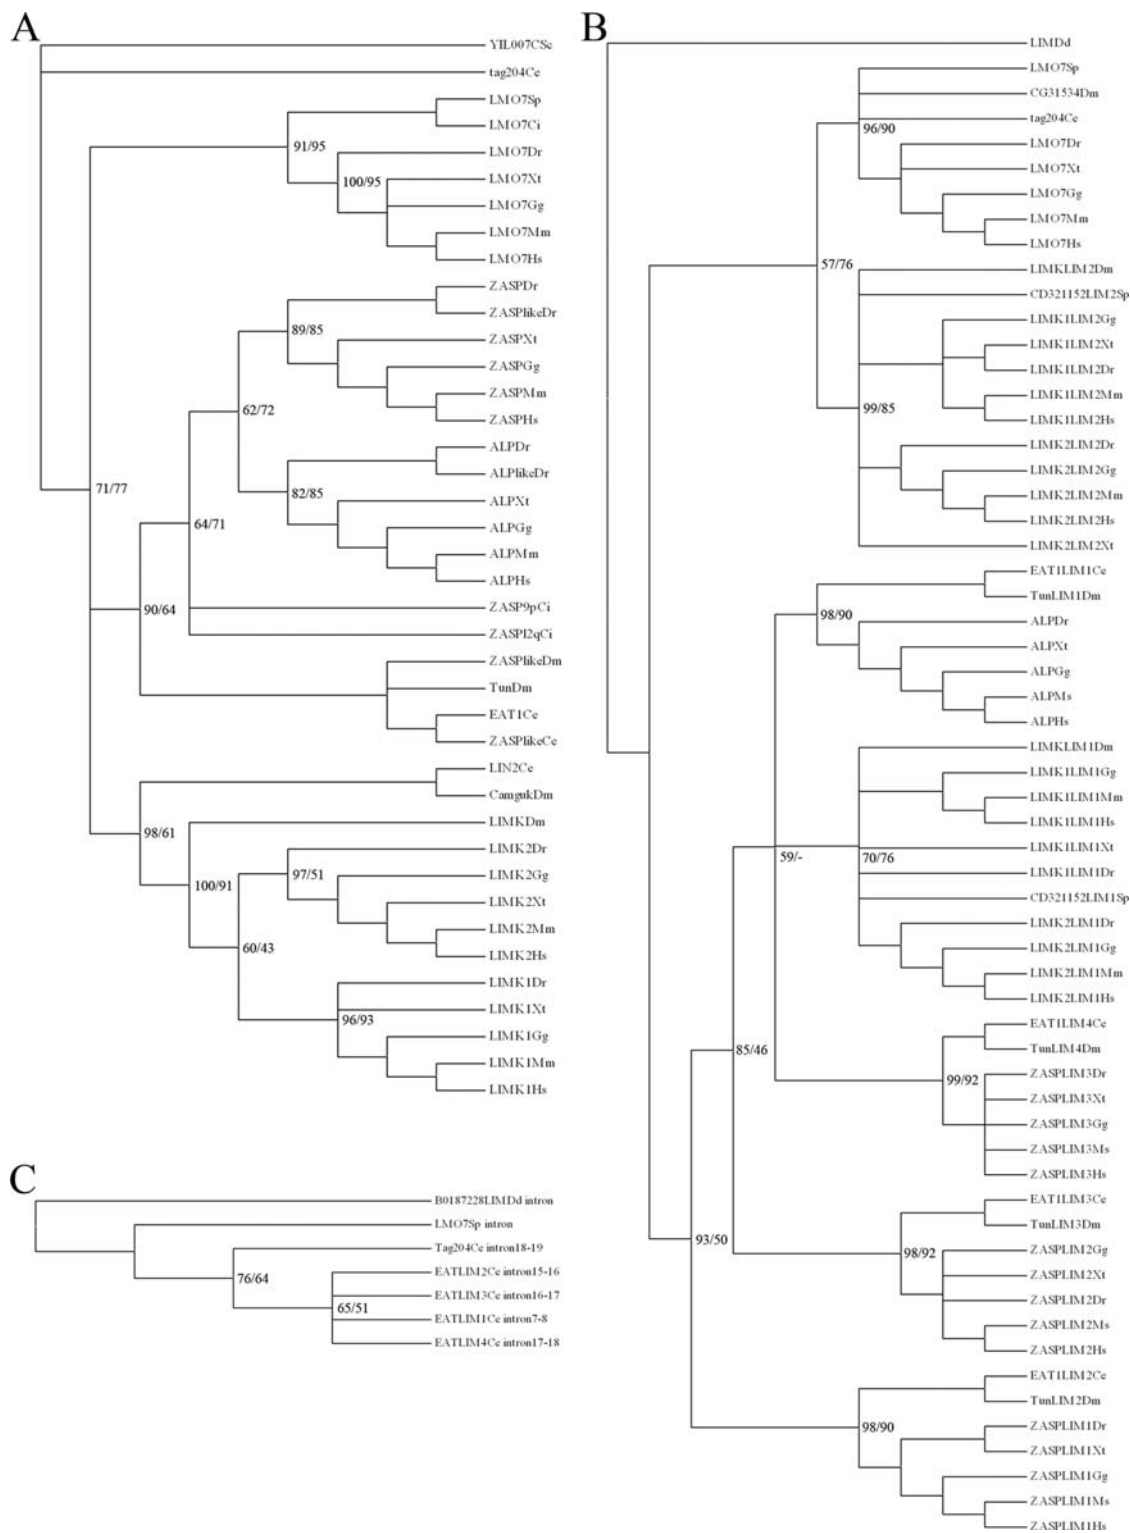 A
YIL007CSc
tag204Ce
LMO7Sp
LMO7Ci
91/95
LMO7Dr
100/95
LMO7Xt
LMO7Gg
LMO7Mm
LMO7Hs
ZASPDr
ZASPlikeDr
89/85
ZASPXt
ZASPGg
ZASPMm
62/72
ZASPHs
ALPDr
ALPlikeDr
71/77
82/85
ALPXt
64/71
ALPGg
ALPMm
ALPHs
90/64
ZASP9pCi
ZASP12qCi
ZASPlikeDm
TunDm
EAT1Ce
ZASPlikeCe
LIN2Ce
CamgukDm
98/61
LIMKDm
LIMK2Dr
97/51
LIMK2Gg
100/91
LIMK2Xt
LIMK2Mm
60/43
LIMK2Hs
LIMK1Dr
LIMK1Xt
96/93
LIMK1Gg
LIMK1Mm
LIMK1Hs
B
LIMDd
LMO7Sp
CG31534Dm
tag204Ce
96/90
LMO7Dr
LMO7Xt
LMO7Gg
LMO7Mm
LMO7Hs
57/76
LIMKLIM2Dm
CD321152LIM2Sp
LIMK1LIM2Gg
LIMK1LIM2Xt
LIMK1LIM2Dr
LIMK1LIM2Mm
99/85
LIMK1LIM2Hs
LIMK2LIM2Dr
LIMK2LIM2Gg
LIMK2LIM2Mm
LIMK2LIM2Hs
LIMK2LIM2Xt
EAT1LIM1Ce
TunLIM1Dm
98/90
ALPDr
ALPXt
ALPGg
ALPMs
ALPHs
LIMKLIM1Dm
LIMK1LIM1Gg
LIMK1LIM1Mm
LIMK1LIM1Hs
LIMK1LIM1Xt
59/-
70/76
LIMK1LIM1Dr
CD321152LIM1Sp
LIMK2LIM1Dr
LIMK2LIM1Gg
LIMK2LIM1Mm
LIMK2LIM1Hs
EAT1LIM4Ce
85/46
TunLIM4Dm
ZASPLIM3Dr
99/92
ZASPLIM3Xt
ZASPLIM3Gg
ZASPLIM3Ms
ZASPLIM3Hs
EAT1LIM3Ce
TunLIM3Dm
93/50
ZASPLIM2Gg
98/92
ZASPLIM2Xt
ZASPLIM2Dr
ZASPLIM2Ms
ZASPLIM2Hs
EAT1LIM2Ce
TunLIM2Dm
98/90
ZASPLIM1Dr
ZASPLIM1Xt
ZASPLIM1Gg
ZASPLIM1Ms
ZASPLIM1Hs
C
B0187228LIMDd intron
LMO7Sp intron
Tag204Ce intron18-19
76/64
EATLIM2Ce intron15-16
EATLIM3Ce intron16-17
65/51
EATLIM1Ce intron7-8
EATLIM4Ce intron17-18